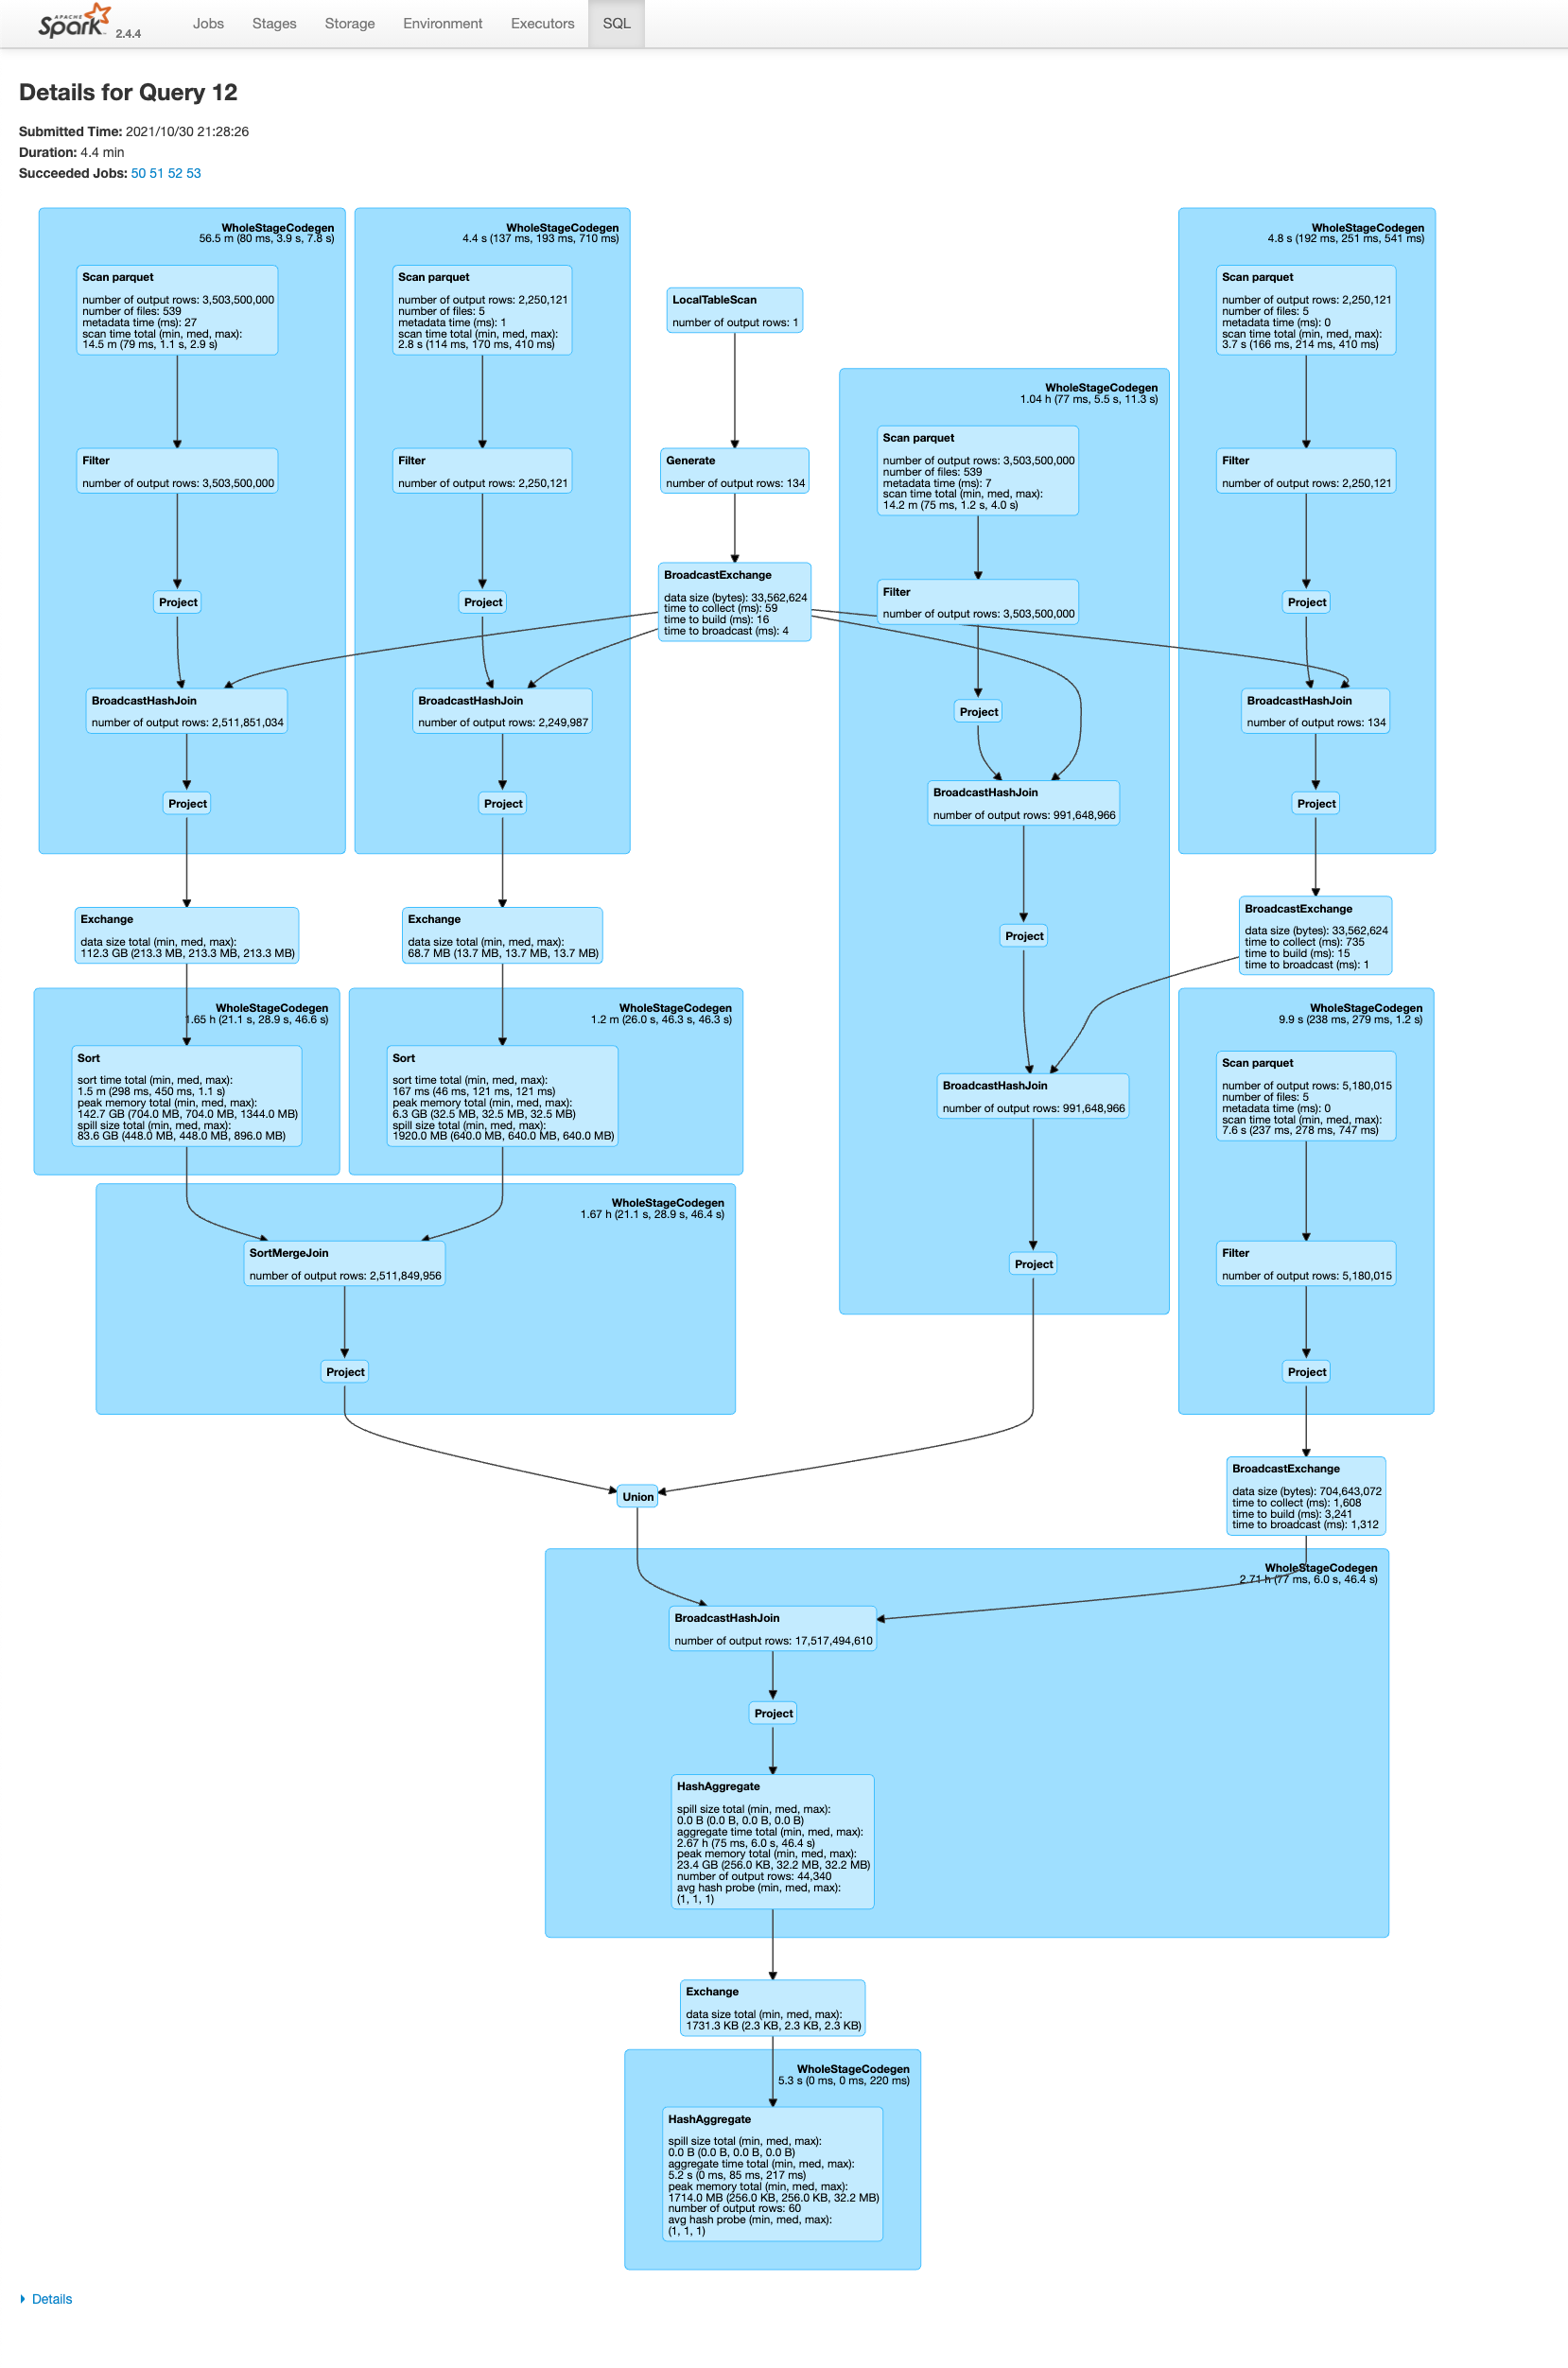 APACHE
Spark 2.4.4
Jobs
Stages
Storage
Environment
Executors
SQL
Details for Query 12
Submitted Time: 2021/10/30 21:28:26
Duration: 4.4 min
Succeeded Jobs: 50 51 52 53
WholeStageCodegen
56.5 m (80 ms, 3.9 s, 7.8 s)
Scan parquet
number of output rows: 3,503,500,000
number of files: 539
metadata time (ms): 27
scan time total (min, med, max):
14.5 m (79 ms, 1.1 s, 2.9 s)
Filter
number of output rows: 3,503,500,000
Project
BroadcastHashJoin
number of output rows: 2,511,851,034
Project
WholeStageCodegen
4.4 s (137 ms, 193 ms, 710 ms)
Scan parquet
number of output rows: 2,250,121
number of files: 5
metadata time (ms): 1
scan time total (min, med, max):
2.8 s (114 ms, 170 ms, 410 ms)
Filter
number of output rows: 2,250,121
Project
BroadcastHashJoin
number of output rows: 2,249,987
Project
LocalTableScan
number of output rows: 1
Generate
number of output rows: 134
BroadcastExchange
data size (bytes): 33,562,624
time to collect (ms): 59
time to build (ms): 16
time to broadcast (ms): 4
WholeStageCodegen
1.04 h (77 ms, 5.5 s, 11.3 s)
Scan parquet
number of output rows: 3,503,500,000
number of files: 539
metadata time (ms): 7
scan time total (min, med, max):
14.2 m (75 ms, 1.2 s, 4.0 s)
Filter
number of output rows: 3,503,500,000
Project
BroadcastHashJoin
number of output rows: 991,648,966
Project
BroadcastHashJoin
number of output rows: 991,648,966
Project
WholeStageCodegen
4.8 s (192 ms, 251 ms, 541 ms)
Scan parquet
number of output rows: 2,250,121
number of files: 5
metadata time (ms): 0
scan time total (min, med, max):
3.7 s (166 ms, 214 ms, 410 ms)
Filter
number of output rows: 2,250,121
Project
BroadcastHashJoin
number of output rows: 134
Project
BroadcastExchange
data size (bytes): 33,562,624
time to collect (ms): 735
time to build (ms): 15
time to broadcast (ms): 1
Exchange
data size total (min, med, max):
112.3 GB (213.3 MB, 213.3 MB, 213.3 MB)
Exchange
data size total (min, med, max):
68.7 MB (13.7 MB, 13.7 MB, 13.7 MB)
WholeStageCodegen
1.65 h (21.1 s, 28.9 s, 46.6 s)
Sort
sort time total (min, med, max):
1.5 m (298 ms, 450 ms, 1.1 s)
peak memory total (min, med, max):
142.7 GB (704.0 MB, 704.0 MB, 1344.0 MB)
spill size total (min, med, max):
83.6 GB (448.0 MB, 448.0 MB, 896.0 MB)
WholeStageCodegen
1.2 m (26.0 s, 46.3 s, 46.3 s)
Sort
sort time total (min, med, max):
167 ms (46 ms, 121 ms, 121 ms)
peak memory total (min, med, max):
6.3 GB (32.5 MB, 32.5 MB, 32.5 MB)
spill size total (min, med, max):
1920.0 MB (640.0 MB, 640.0 MB, 640.0 MB)
WholeStageCodegen
1.67 h (21.1 s, 28.9 s, 46.4 s)
SortMergeJoin
number of output rows: 2,511,849,956
Project
WholeStageCodegen
9.9 s (238 ms, 279 ms, 1.2 s)
Scan parquet
number of output rows: 5,180,015
number of files: 5
metadata time (ms): 0
scan time total (min, med, max):
7.6 s (237 ms, 278 ms, 747 ms)
Filter
number of output rows: 5,180,015
Project
BroadcastExchange
data size (bytes): 704,643,072
time to collect (ms): 1,608
time to build (ms): 3,241
time to broadcast (ms): 1,312
Union
WholeStageCodegen
2.71 h (77 ms, 6.0 s, 46.4 s)
BroadcastHashJoin
number of output rows: 17,517,494,610
Project
HashAggregate
spill size total (min, med, max):
0.0 B (0.0 B, 0.0 B, 0.0 B)
aggregate time total (min, med, max):
2.67 h (75 ms, 6.0 s, 46.4 s)
peak memory total (min, med, max):
23.4 GB (256.0 KB, 32.2 MB, 32.2 MB)
number of output rows: 44,340
avg hash probe (min, med, max):
(1, 1, 1)
Exchange
data size total (min, med, max):
1731.3 KB (2.3 KB, 2.3 KB, 2.3 KB)
WholeStageCodegen
5.3 s (0 ms, 0 ms, 220 ms)
HashAggregate
spill size total (min, med, max):
0.0 B (0.0 B, 0.0 B, 0.0 B)
aggregate time total (min, med, max):
5.2 s (0 ms, 85 ms, 217 ms)
peak memory total (min, med, max):
1714.0 MB (256.0 KB, 256.0 KB, 32.2 MB)
number of output rows: 60
avg hash probe (min, med, max):
(1, 1, 1)
Details